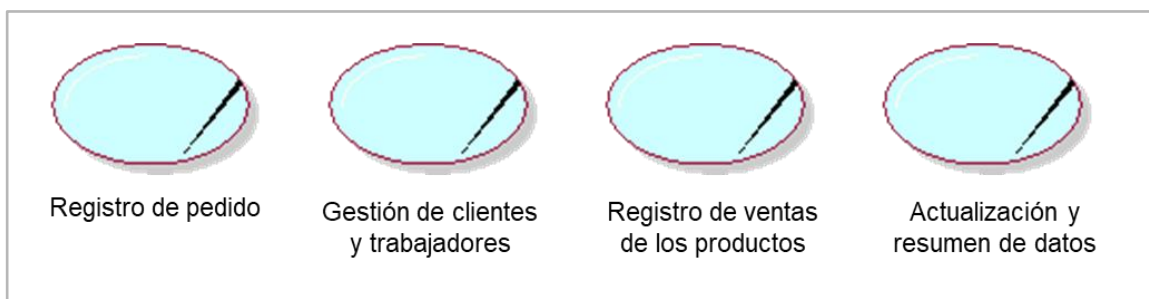 Registro de pedido
Gestión de clientes
y trabajadores
Registro de ventas
de los productos
Actualización y
resumen de datos